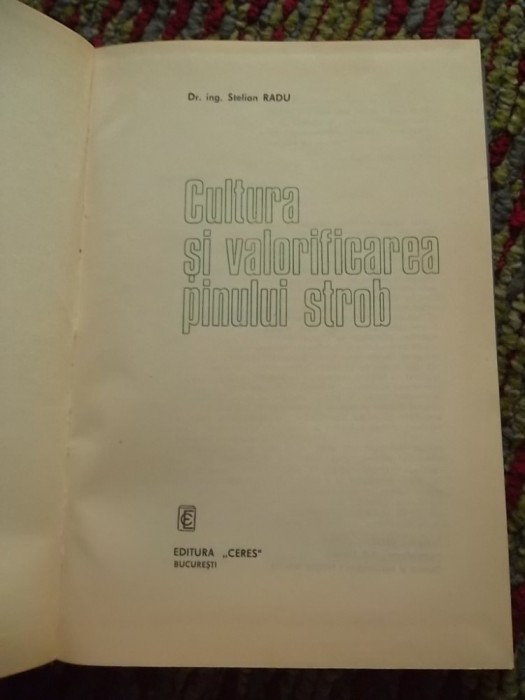 Dr. ing. Stelian RADU
Cultura
și valorificarea
pinului strob
EDITURA „CERES"
BUCUREȘTI